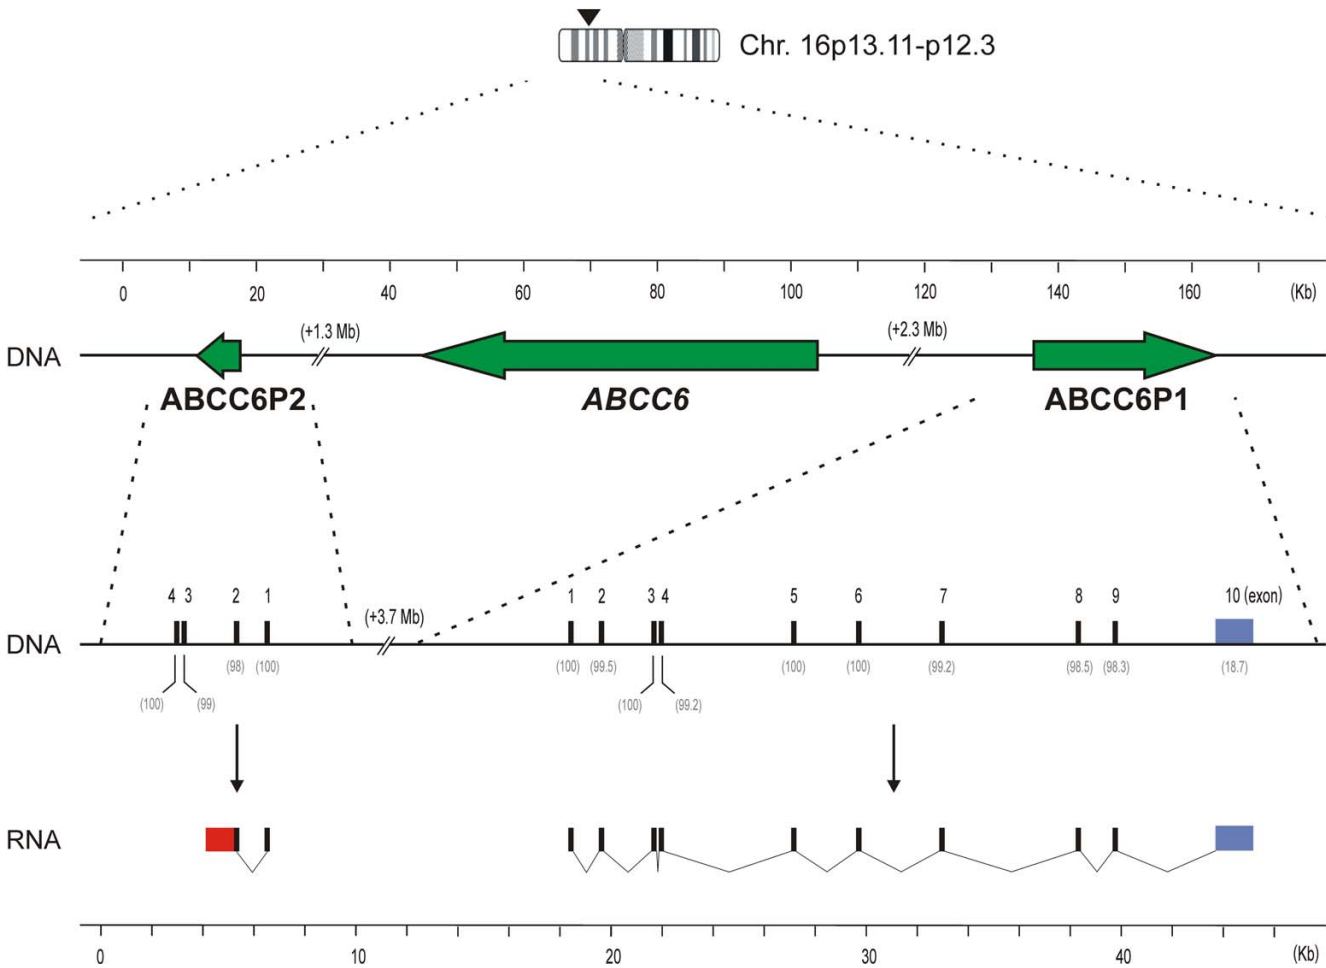 Chr. 16p13.11-p12.3
0 20 40 60 80 100 120 140 160 (Kb)
(+1.3 Mb) (+2.3 Mb)
DNA
ABCC6P2 ABCC6 ABCC6P1
4 3 2 1 1 2 3 4 5 6 7 8 9 10 (exon)
(+3.7 Mb)
DNA
(98) (100) (100) (99.5) (100) (100) (99.2) (98.5) (98.3) (18.7)
(100) (99) (100) (99.2)
RNA
0 10 20 30 40 (Kb)